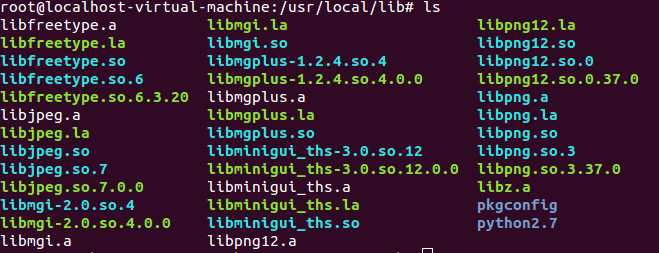 root@localhost-virtual-machine:/usr/local/lib# ls
libfreetype.a libmgi.la libpng12.la
libfreetype.la libmgi.so libpng12.so
libfreetype.so libmgplus-1.2.4.so.4 libpng12.so.0
libfreetype.so.6 libmgplus-1.2.4.so.4.0.0 libpng12.so.0.37.0
libfreetype.so.6.3.20 libmgplus.a libpng.a
libjpeg.a libmgplus.la libpng.la
libjpeg.la libmgplus.so libpng.so
libjpeg.so libminigui_ths-3.0.so.12 libpng.so.3
libjpeg.so.7 libminigui_ths-3.0.so.12.0.0 libpng.so.3.37.0
libjpeg.so.7.0.0 libminigui_ths.a libz.a
libmgi-2.0.so.4 libminigui_ths.la pkgconfig
libmgi-2.0.so.4.0.0 libminigui_ths.so python2.7
libmgi.a libpng12.a